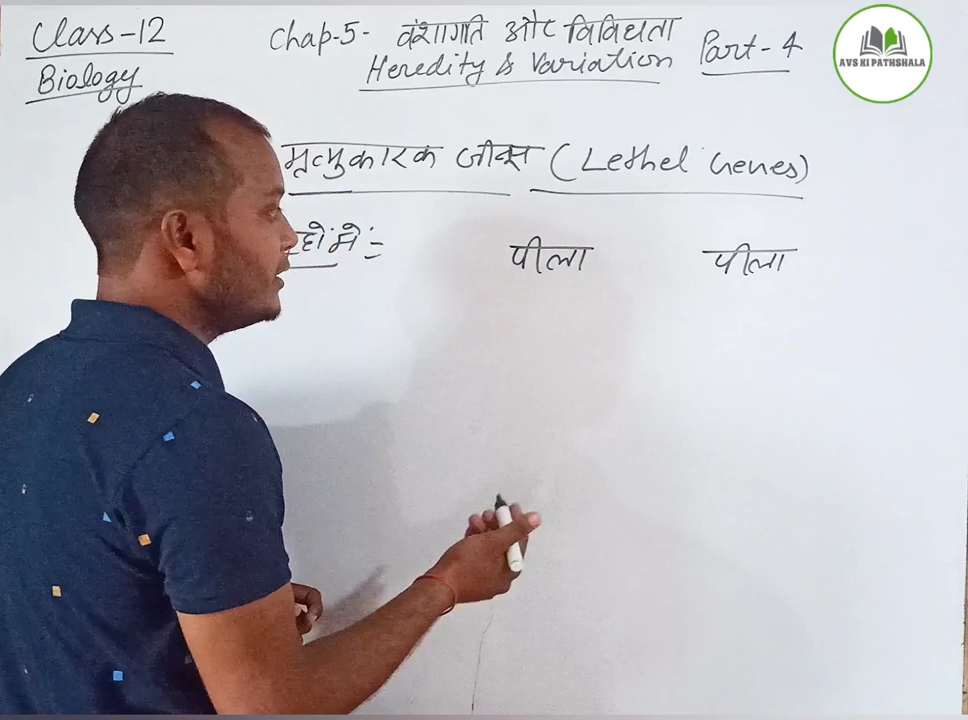 Class-12
Biology
Chap-5- वंशागति और विविधता
Heredity & Variation
Part-4
AVS KI PATHSHALA
मृत्युकारक जीन्स (Lethel Genes)
पीला पीला